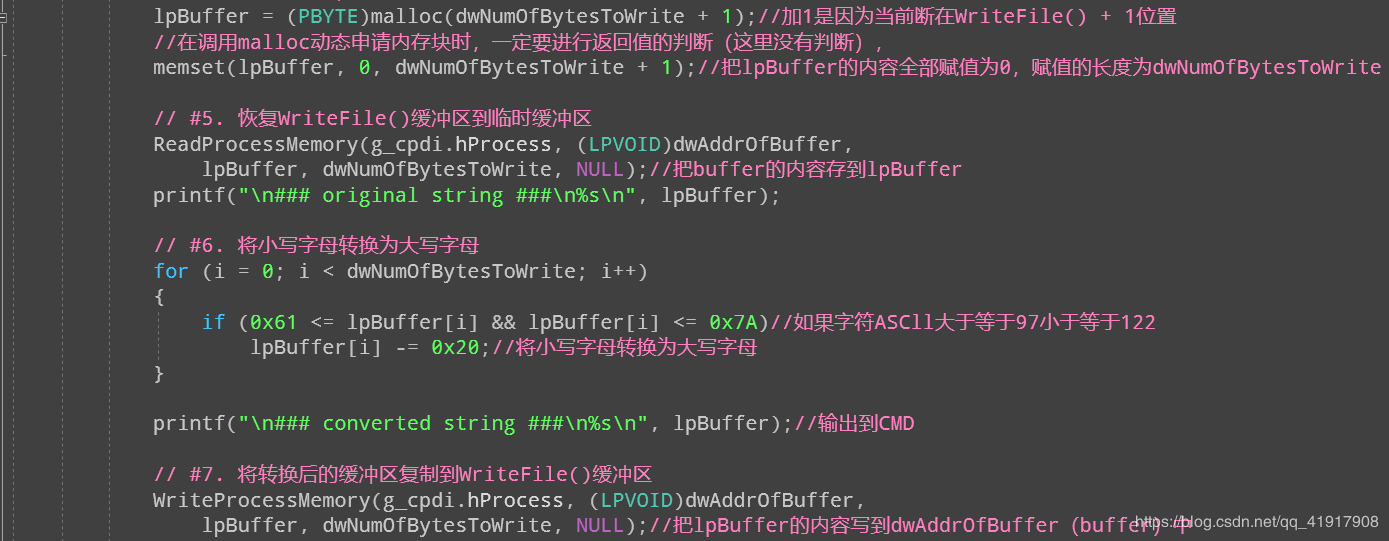 lpBuffer = (PBYTE)malloc(dwNumOfBytesToWrite + 1);//加1是因为当前断在WriteFile() + 1位置
//在调用malloc动态申请内存块时，一定要进行返回值的判断（这里没有判断）,
memset(lpBuffer, 0, dwNumOfBytesToWrite + 1);//把lpBuffer的内容全部赋值为0，赋值的长度为dwNumOfBytesToWrite
// #5. 恢复WriteFile()缓冲区到临时缓冲区
ReadProcessMemory(g_cpdi.hProcess, (LPVOID)dwAddrOfBuffer,
lpBuffer, dwNumOfBytesToWrite, NULL);//把buffer的内容存到lpBuffer
printf("\n### original string ###\n%s\n", lpBuffer);
// #6. 将小写字母转换为大写字母
for (i = 0; i < dwNumOfBytesToWrite; i++)
{
if (0x61 <= lpBuffer[i] && lpBuffer[i] <= 0x7A)//如果字符ASCll大于等于97小于等于122
lpBuffer[i] -= 0x20;//将小写字母转换为大写字母
}
printf("\n### converted string ###\n%s\n", lpBuffer);//输出到CMD
// #7. 将转换后的缓冲区复制到WriteFile()缓冲区
WriteProcessMemory(g_cpdi.hProcess, (LPVOID)dwAddrOfBuffer,
lpBuffer, dwNumOfBytesToWrite, NULL);//把lpBuffer的内容写到dwAddrOfBuffer（buffer）中
https://blog.csdn.net/qq_41917908